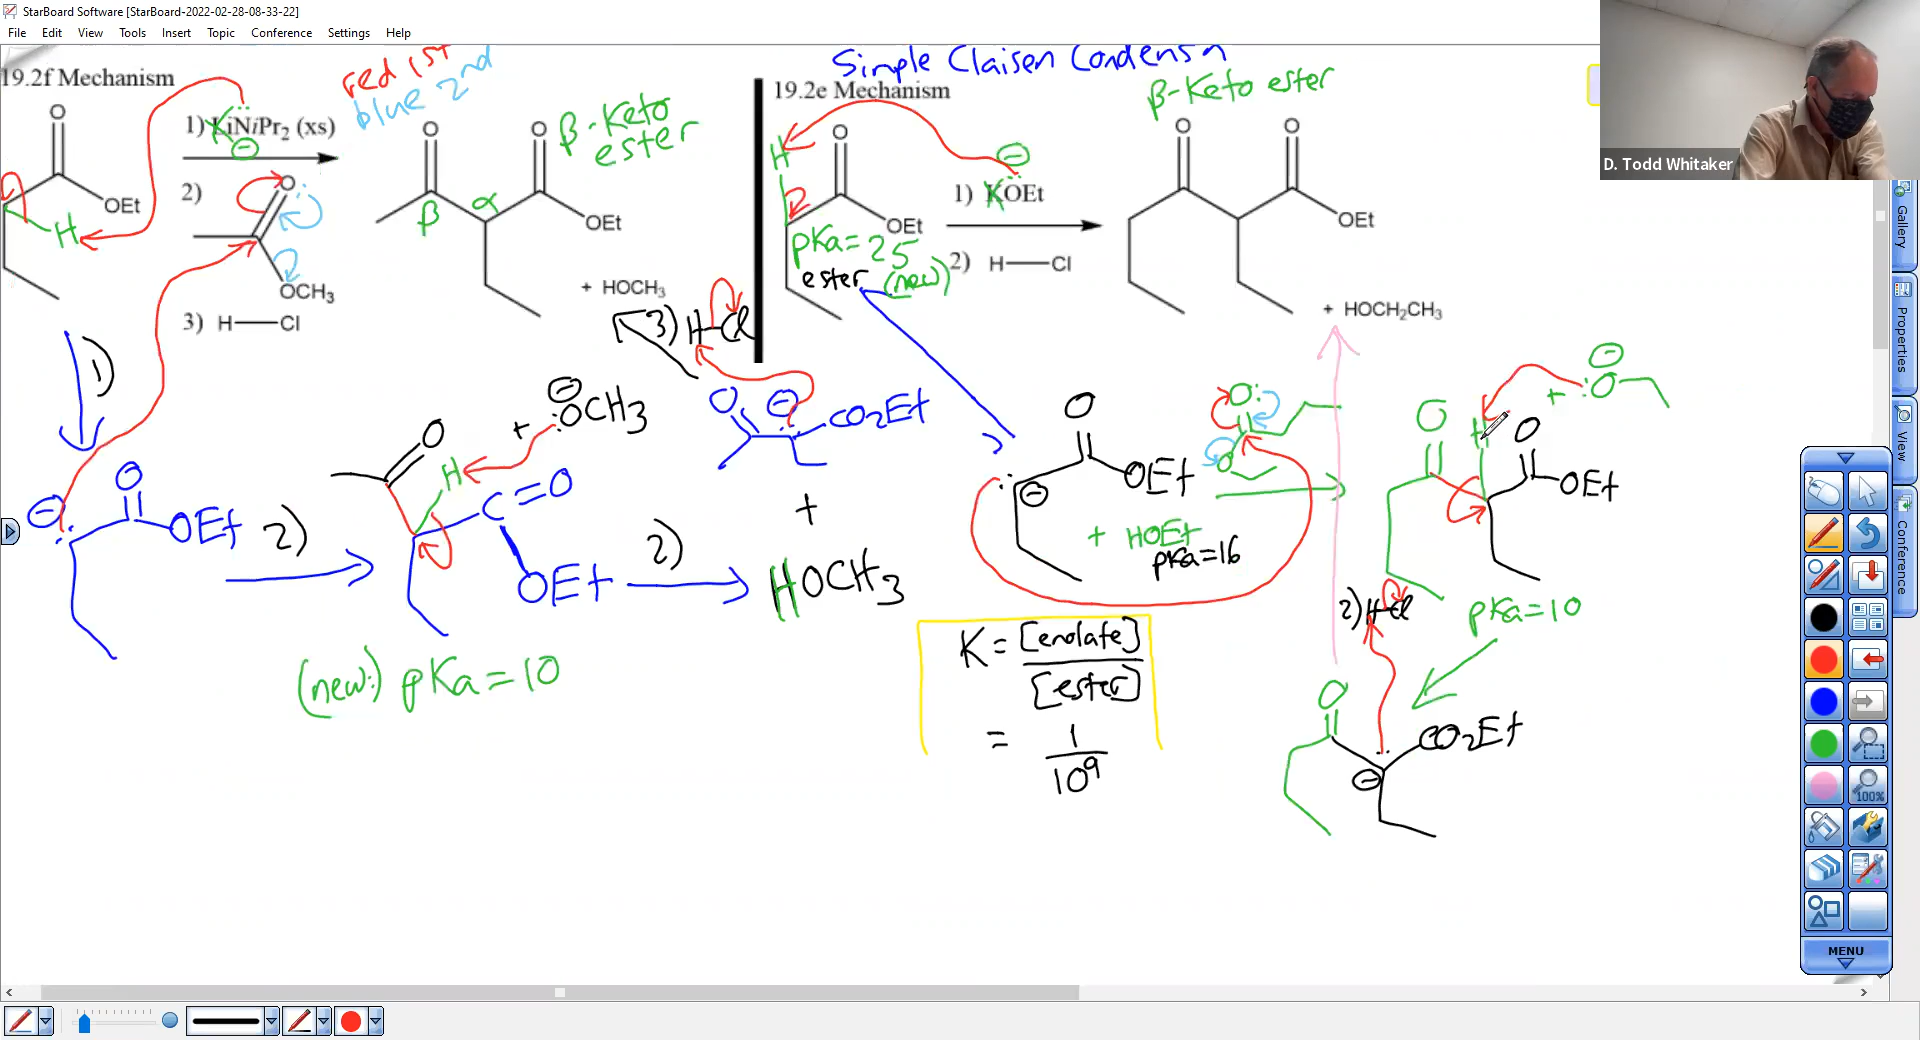 StarBoard Software [StarBoard-2022-02-28-08-33-22]
File Edit View Tools Insert Topic Conference Settings Help
Simple Claisen Condensn
19.2f Mechanism
red 1st
blue 2nd
1) KiNiPr2 (xs)
2)
3) H—Cl
O
OEt
H
O
OCH3
O O
β-Keto
ester
β
α
OEt
+ HOCH3
19.2e Mechanism
β-Keto ester
H
O
OEt
pKa=25
ester (new)
1) KOEt
2) H—Cl
O O
OEt
+ HOCH2CH3
D. Todd Whitaker
1)
3) H-Cl
O
OEt
2)
O
H
+ :OCH3
C=O
OEt
2)
(new:) pKa=10
O
CO2Et
+
HOCH3
O
OEt
+ HOEt
pKa=16
O:
O
K= [enolate]
[ester]
= 1
10⁹
O
H
O
OEt
+ :O
pKa=10
2) H-Cl
O
CO2Et
Gallery
Properties
View
Conference
100%
MENU